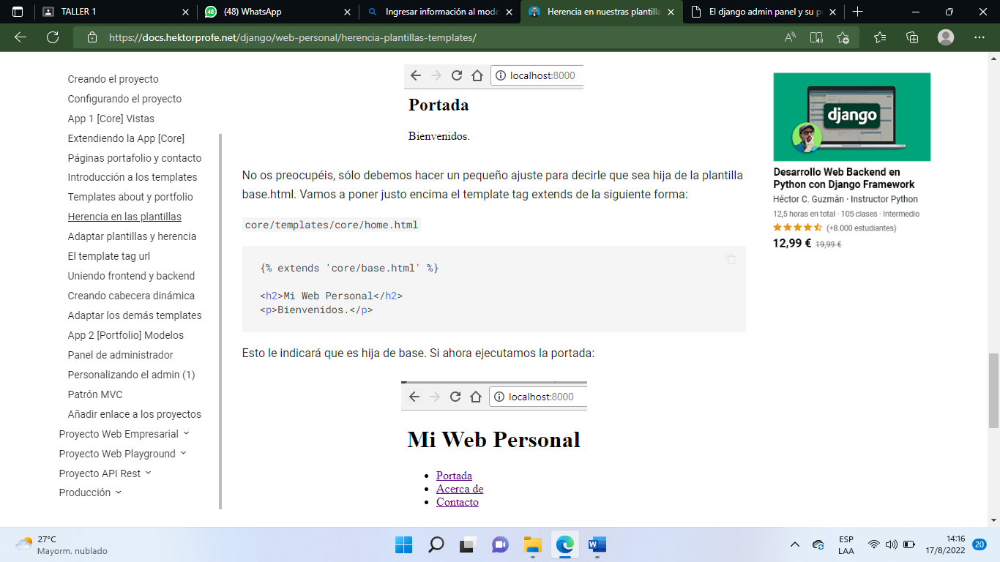 TALLER 1
(48) WhatsApp
Ingresar información al mode
Herencia en nuestras plantilla
El django admin panel y su p
https://docs.hektorprofe.net/django/web-personal/herencia-plantillas-templates/
Creando el proyecto
Configurando el proyecto
App 1 [Core] Vistas
Extendiendo la App [Core]
Páginas portafolio y contacto
Introducción a los templates
Templates about y portfolio
Herencia en las plantillas
Adaptar plantillas y herencia
El template tag url
Uniendo frontend y backend
Creando cabecera dinámica
Adaptar los demás templates
App 2 [Portfolio] Modelos
Panel de administrador
Personalizando el admin (1)
Patrón MVC
Añadir enlace a los proyectos
Proyecto Web Empresarial
Proyecto Web Playground
Proyecto API Rest
Producción
localhost:8000
Portada
Bienvenidos.
No os preocupéis, sólo debemos hacer un pequeño ajuste para decirle que sea hija de la plantilla
base.html. Vamos a poner justo encima el template tag extends de la siguiente forma:
core/templates/core/home.html
{% extends 'core/base.html' %}
<h2>Mi Web Personal</h2>
<p>Bienvenidos.</p>
Esto le indicará que es hija de base. Si ahora ejecutamos la portada:
localhost:8000
Mi Web Personal
Portada
Acerca de
Contacto
django
Desarrollo Web Backend en
Python con Django Framework
Héctor C. Guzmán · Instructor Python
12,5 horas en total · 105 clases · Intermedio
(+8.000 estudiantes)
12,99 € 19,99 €
27°C
Mayorm. nublado
ESP
LAA
14:16
17/8/2022
20